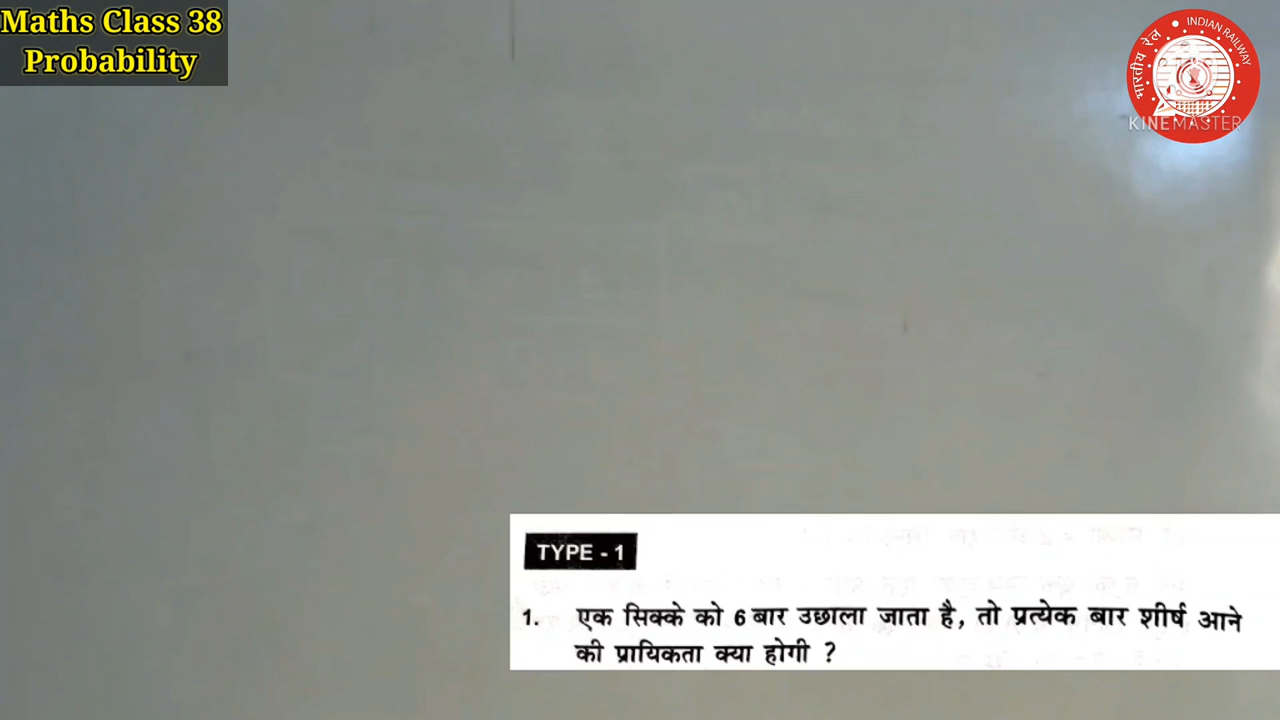 Maths Class 38
Probability
भारतीय रेल
INDIAN RAILWAY
KINEMASTER
TYPE - 1
1. एक सिक्के को 6 बार उछाला जाता है, तो प्रत्येक बार शीर्ष आने
की प्रायिकता क्या होगी ?